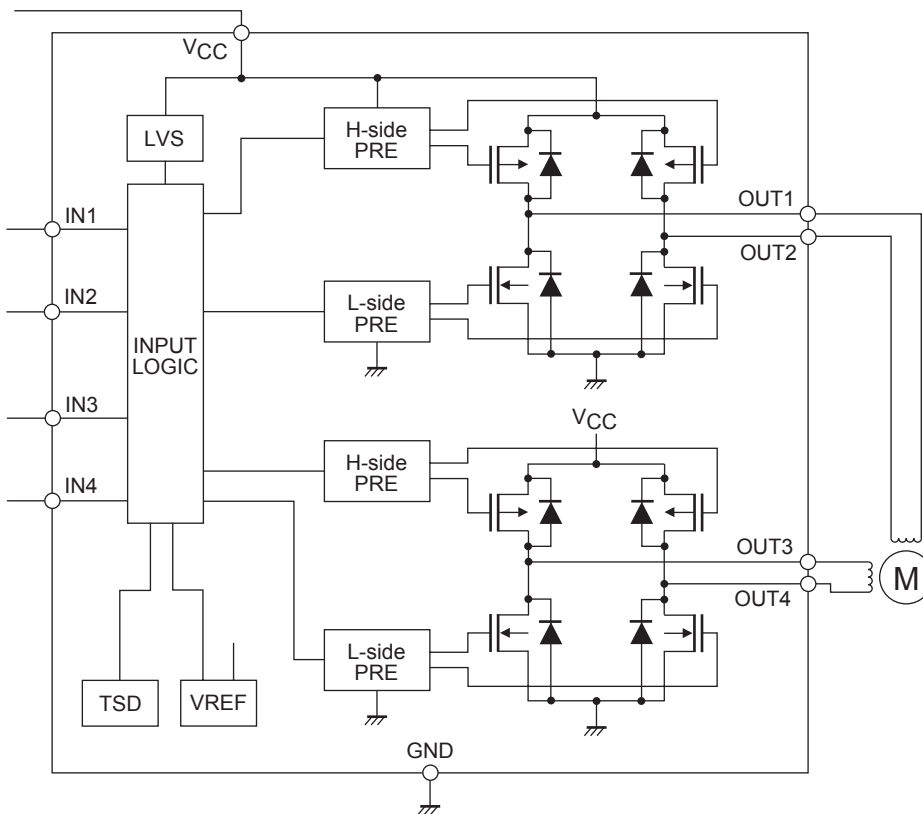 VCC
LVS
H-side
PRE
OUT1
IN1
OUT2
IN2
L-side
PRE
INPUT
LOGIC
IN3
VCC
H-side
PRE
IN4
OUT3
M
OUT4
L-side
PRE
TSD
VREF
GND